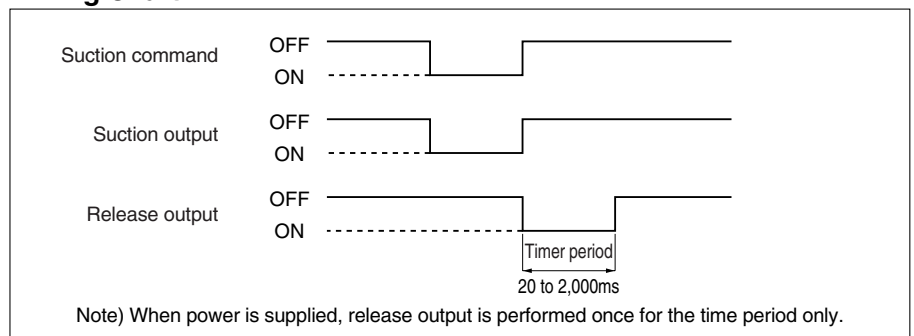 Suction command
OFF
ON
Suction output
OFF
ON
Release output
OFF
ON
Timer period
20 to 2,000ms
Note) When power is supplied, release output is performed once for the time period only.